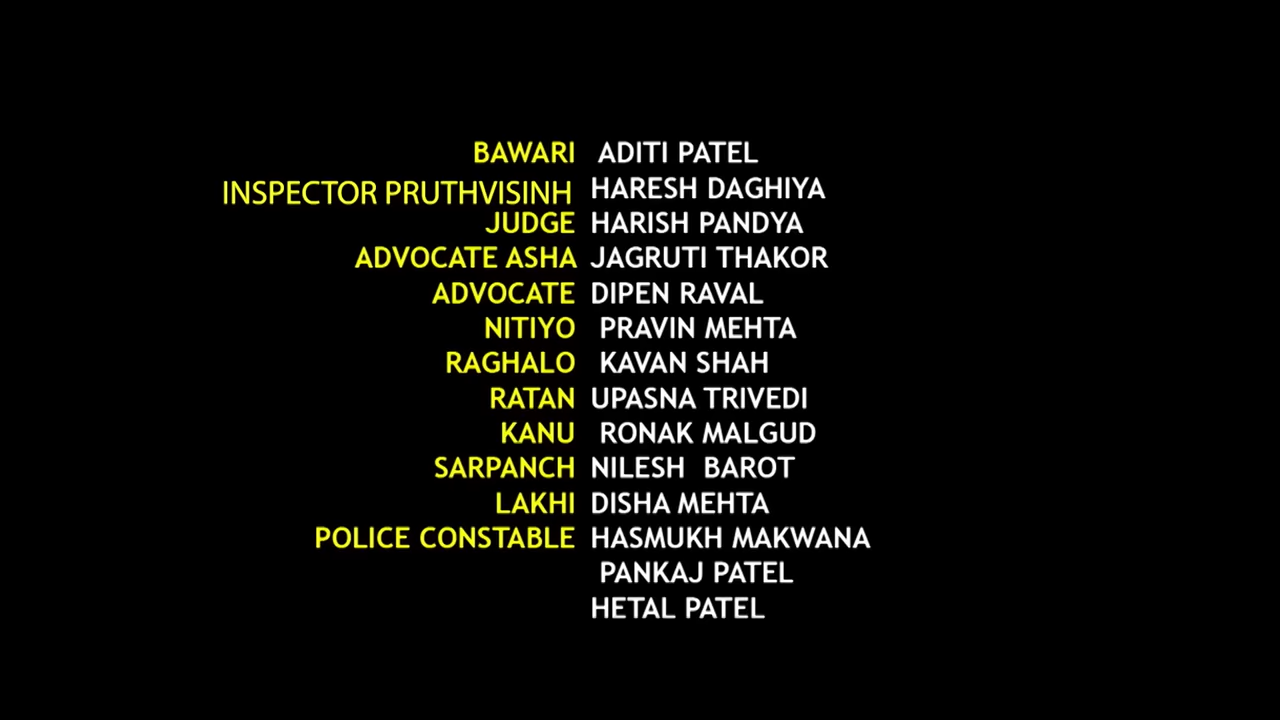 BAWARI ADITI PATEL
INSPECTOR PRUTHVISINH HARESH DAGHIYA
JUDGE HARISH PANDYA
ADVOCATE ASHA JAGRUTI THAKOR
ADVOCATE DIPEN RAVAL
NITIYO PRAVIN MEHTA
RAGHALO KAVAN SHAH
RATAN UPASNA TRIVEDI
KANU RONAK MALGUD
SARPANCH NILESH BAROT
LAKHI DISHA MEHTA
POLICE CONSTABLE HASMUKH MAKWANA
PANKAJ PATEL
HETAL PATEL